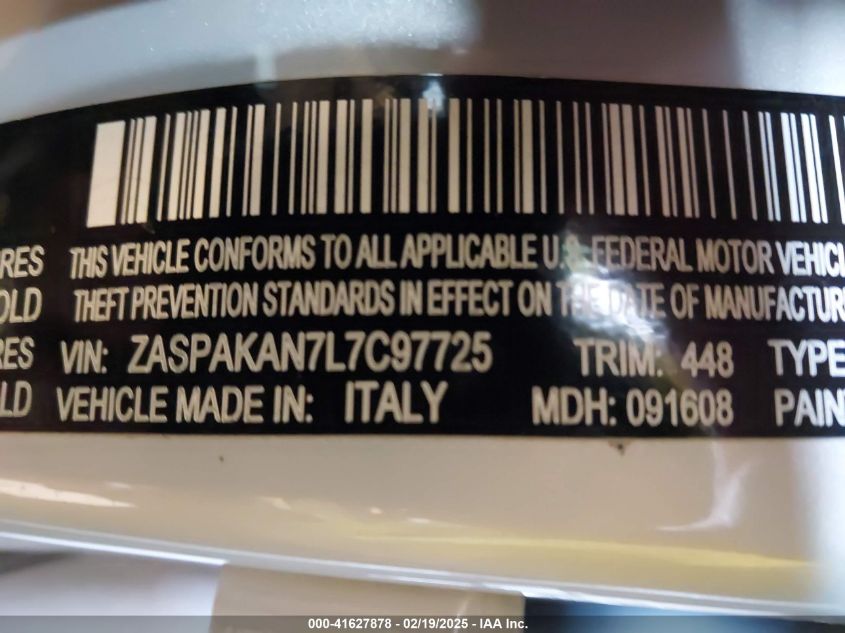 RES THIS VEHICLE CONFORMS TO ALL APPLICABLE U.S. FEDERAL MOTOR VEHICL
OLD THEFT PREVENTION STANDARDS IN EFFECT ON THE DATE OF MANUFACTUR
RES VIN: ZASPAKAN7L7C97725 TRIM: 448 TYPE
LD VEHICLE MADE IN: ITALY MDH: 091608 PAIN
000-41627878 - 02/19/2025 - IAA Inc.